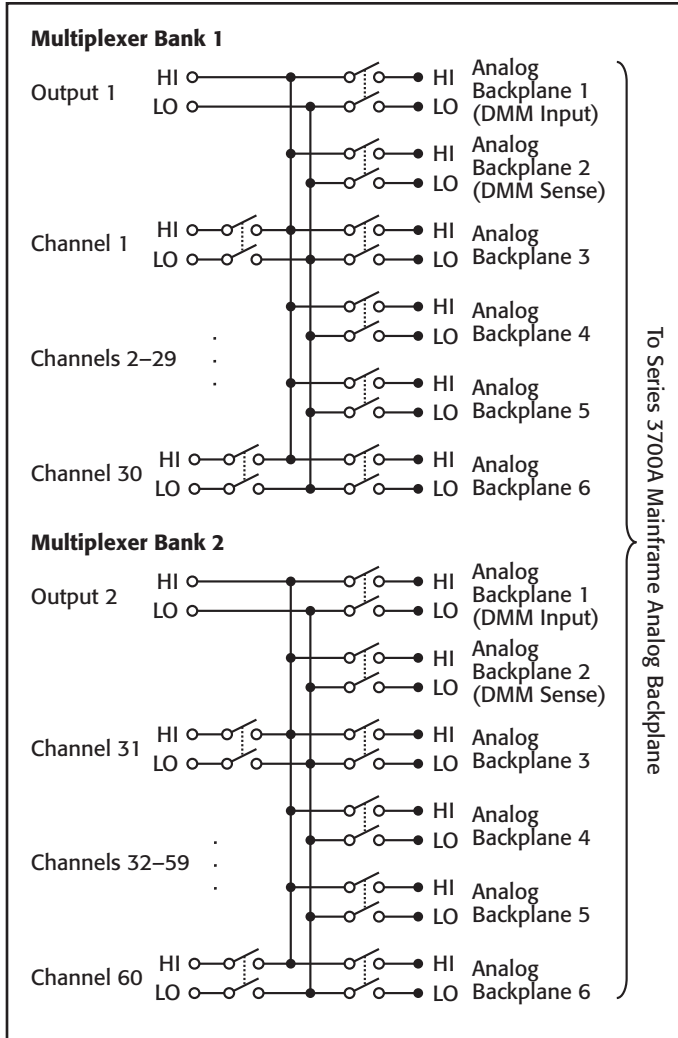 Multiplexer Bank 1
Output 1
HI
LO
HI
LO
Analog
Backplane 1
(DMM Input)
HI
LO
Analog
Backplane 2
(DMM Sense)
Channel 1
HI
LO
HI
LO
Analog
Backplane 3
HI
LO
Analog
Backplane 4
Channels 2–29
HI
LO
Analog
Backplane 5
Channel 30
HI
LO
HI
LO
Analog
Backplane 6
Multiplexer Bank 2
Output 2
HI
LO
HI
LO
Analog
Backplane 1
(DMM Input)
HI
LO
Analog
Backplane 2
(DMM Sense)
Channel 31
HI
LO
HI
LO
Analog
Backplane 3
HI
LO
Analog
Backplane 4
Channels 32–59
HI
LO
Analog
Backplane 5
Channel 60
HI
LO
HI
LO
Analog
Backplane 6
To Series 3700A Mainframe Analog Backplane